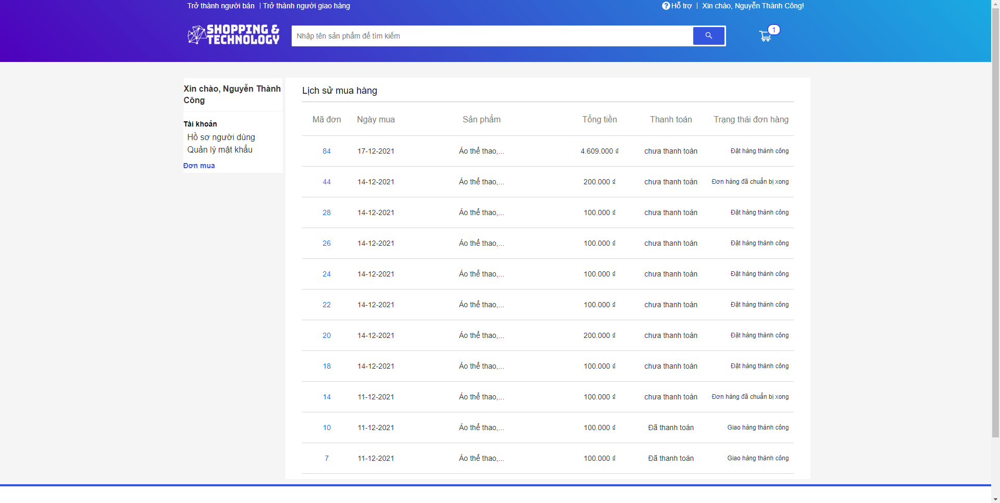 Trở thành người bán | Trở thành người giao hàng
Hỗ trợ | Xin chào, Nguyễn Thành Công!
SHOPPING &
TECHNOLOGY
Nhập tên sản phẩm để tìm kiếm
1
Xin chào, Nguyễn Thành
Công
Tài khoản
Hồ sơ người dùng
Quản lý mật khẩu
Đơn mua
Lịch sử mua hàng
Mã đơn Ngày mua Sản phẩm Tổng tiền Thanh toán Trạng thái đơn hàng
84 17-12-2021 Áo thể thao,... 4.609.000 ₫ chưa thanh toán Đặt hàng thành công
44 14-12-2021 Áo thể thao,... 200.000 ₫ chưa thanh toán Đơn hàng đã chuẩn bị xong
28 14-12-2021 Áo thể thao,... 100.000 ₫ chưa thanh toán Đặt hàng thành công
26 14-12-2021 Áo thể thao,... 100.000 ₫ chưa thanh toán Đặt hàng thành công
24 14-12-2021 Áo thể thao,... 100.000 ₫ chưa thanh toán Đặt hàng thành công
22 14-12-2021 Áo thể thao,... 100.000 ₫ chưa thanh toán Đặt hàng thành công
20 14-12-2021 Áo thể thao,... 200.000 ₫ chưa thanh toán Đặt hàng thành công
18 14-12-2021 Áo thể thao,... 100.000 ₫ chưa thanh toán Đặt hàng thành công
14 11-12-2021 Áo thể thao,... 100.000 ₫ chưa thanh toán Đơn hàng đã chuẩn bị xong
10 11-12-2021 Áo thể thao,... 100.000 ₫ Đã thanh toán Giao hàng thành công
7 11-12-2021 Áo thể thao,... 100.000 ₫ Đã thanh toán Giao hàng thành công